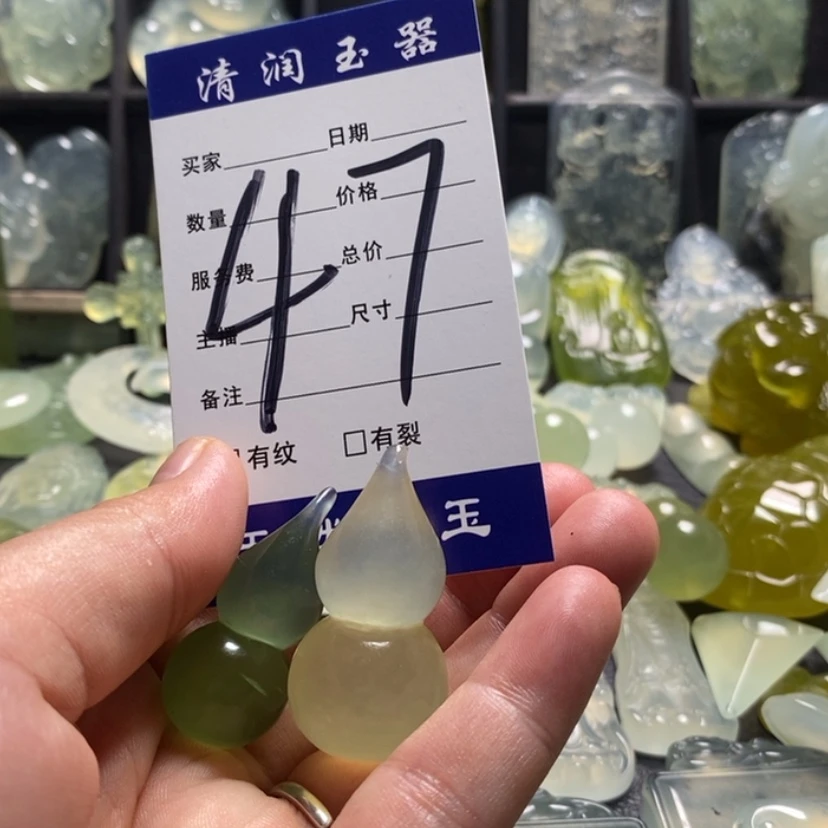 清润玉器
买家 日期
数量 价格
服务费 总价
主播 尺寸
备注
47
有纹 □有裂
玉